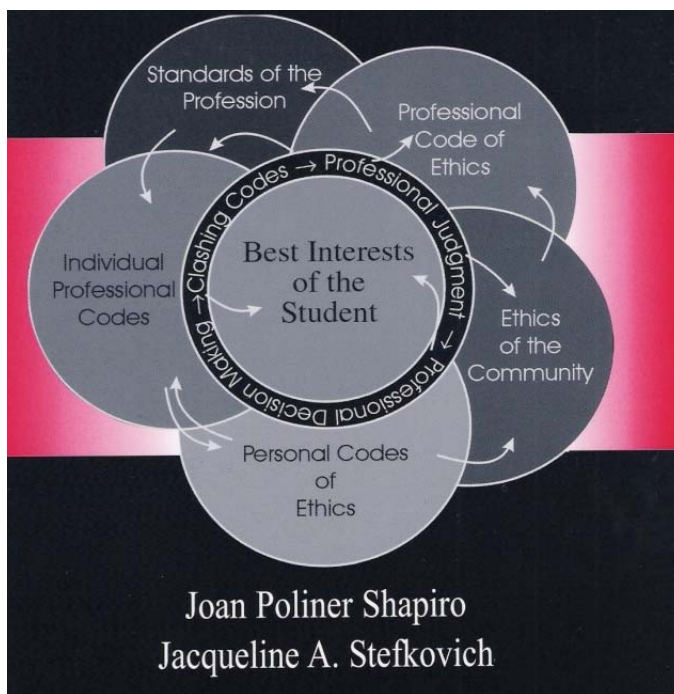 Standards of the
Profession
Professional
Code of
Ethics
Individual
Professional
Codes
Clashing Codes → Professional Judgment → Professional Decision Making →
Best Interests
of the
Student
Ethics
of the
Community
Personal Codes
of
Ethics
Joan Poliner Shapiro
Jacqueline A. Stefkovich